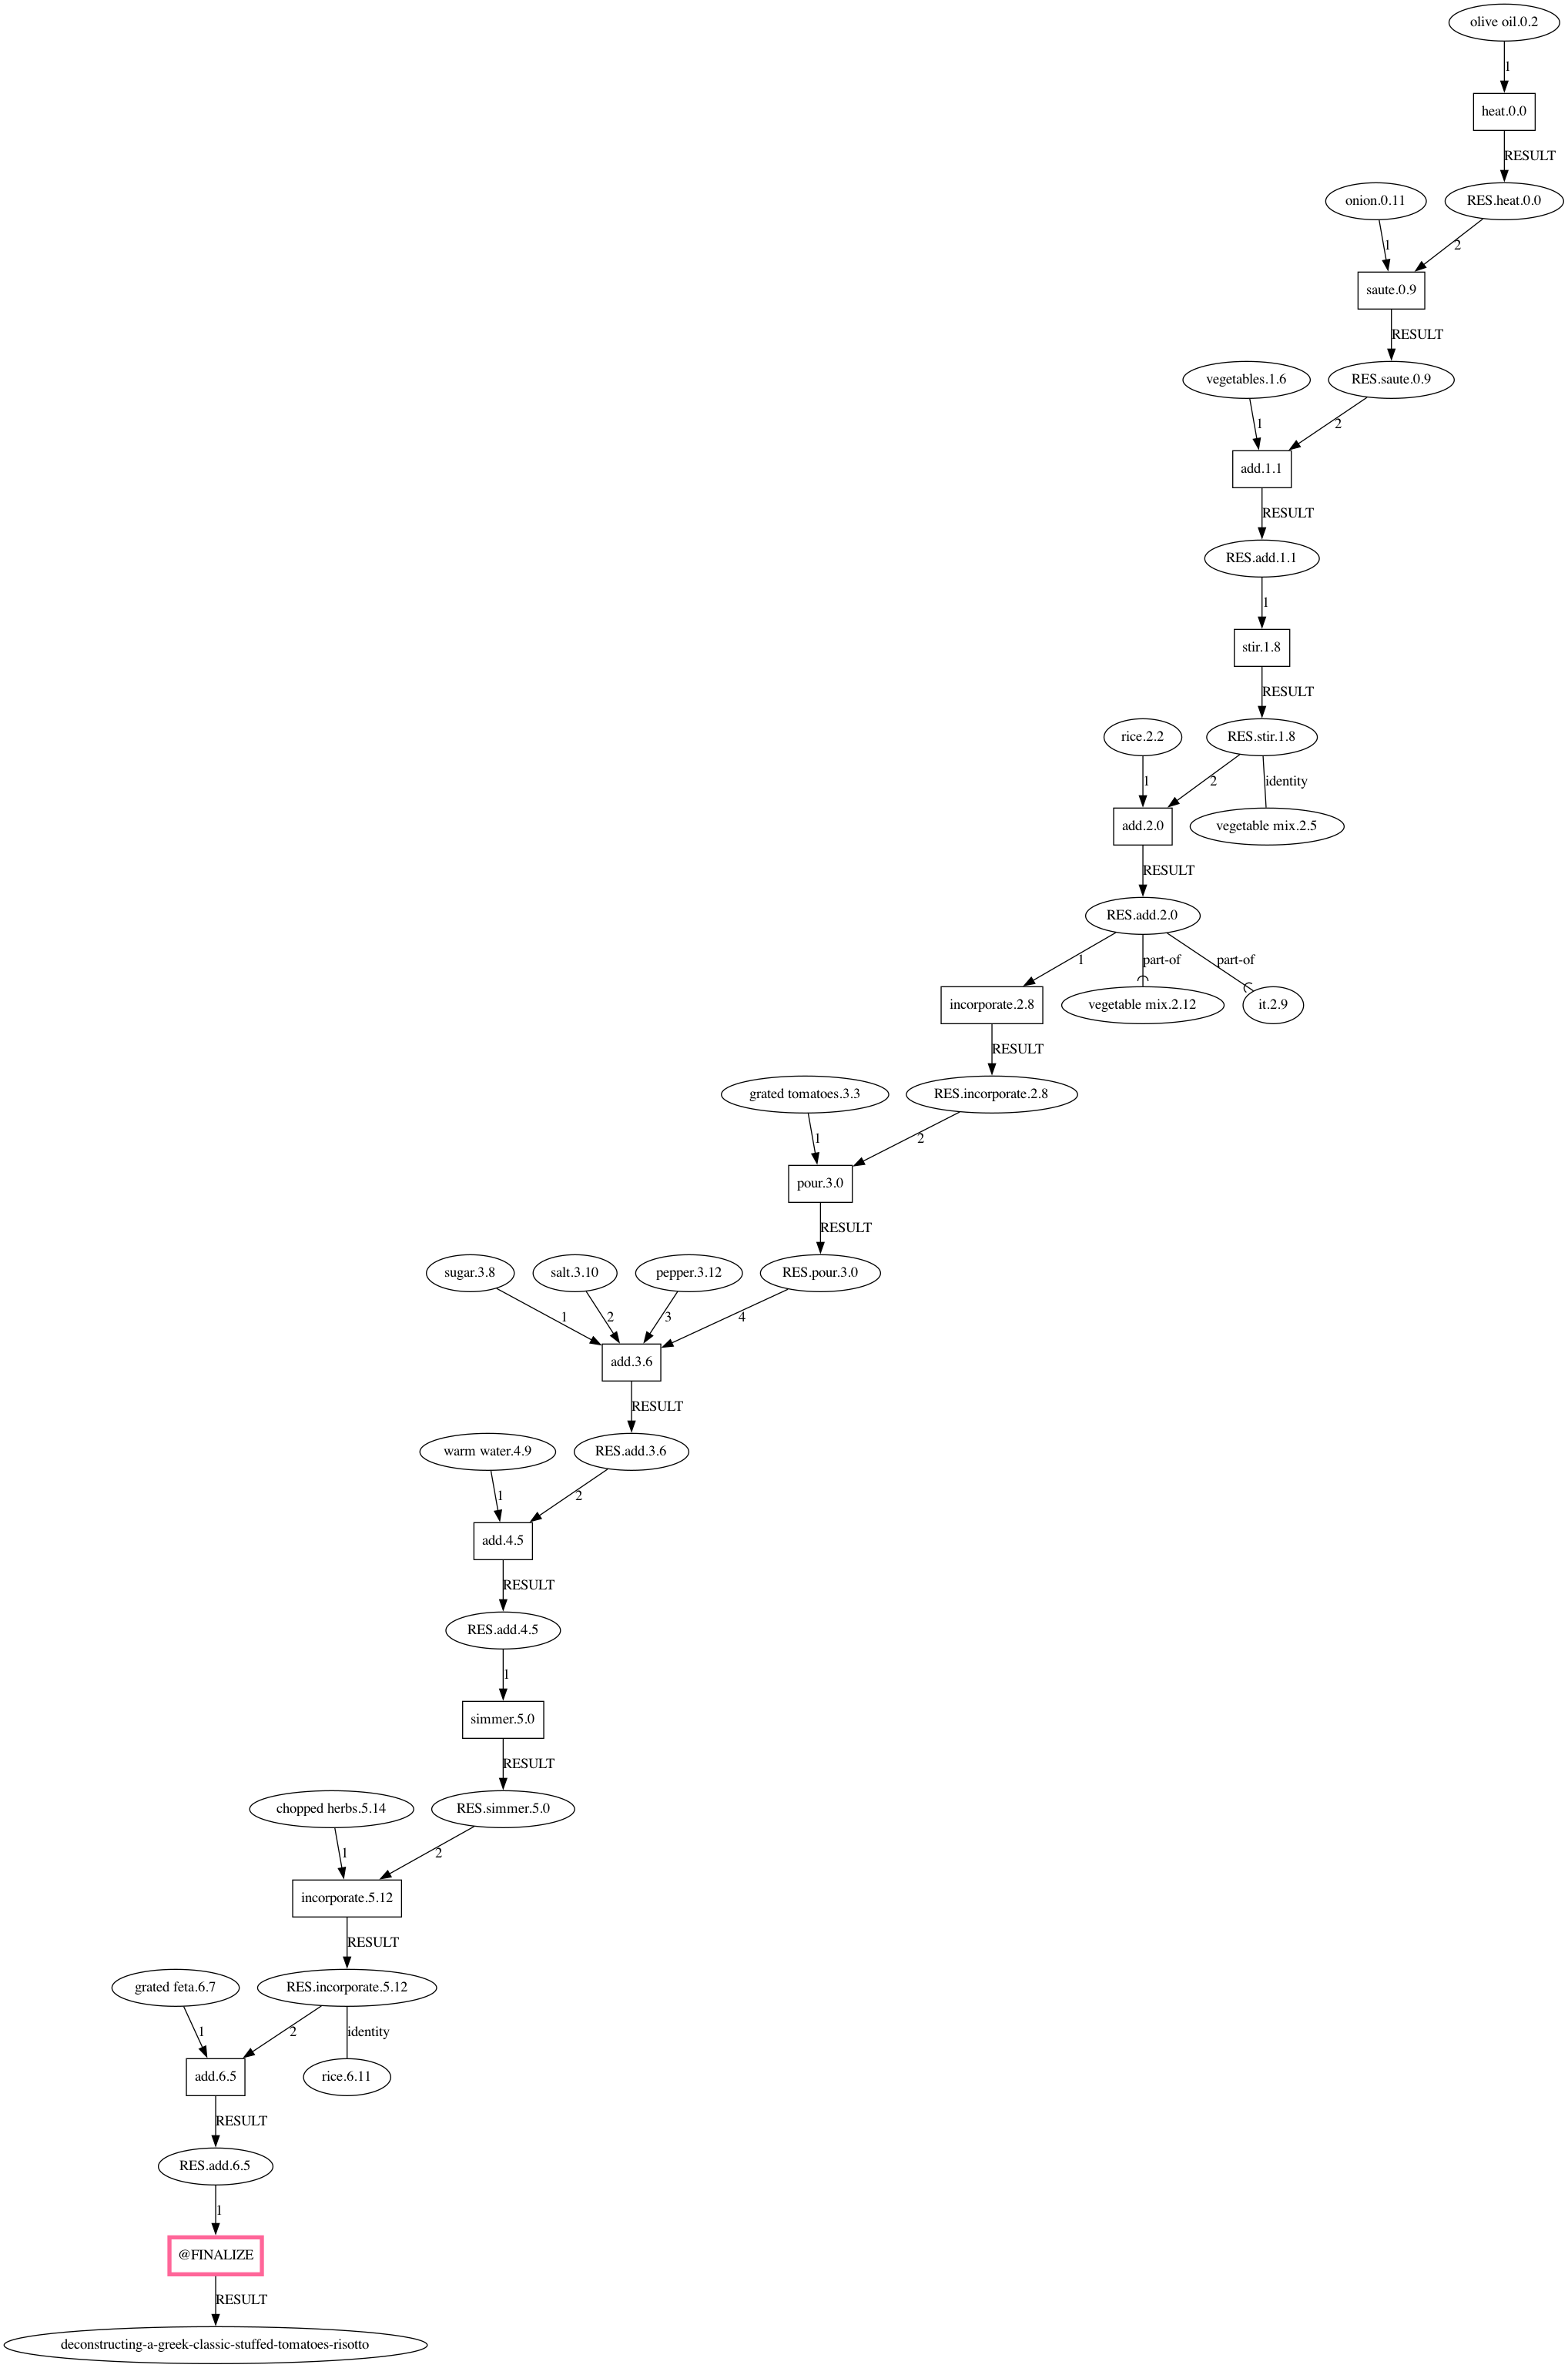 olive oil.0.2
1
heat.0.0
RESULT
onion.0.11
RES.heat.0.0
1
2
saute.0.9
RESULT
vegetables.1.6
RES.saute.0.9
1
2
add.1.1
RESULT
RES.add.1.1
1
stir.1.8
RESULT
rice.2.2
RES.stir.1.8
1
2
identity
add.2.0
vegetable mix.2.5
RESULT
RES.add.2.0
1
part-of
part-of
incorporate.2.8
vegetable mix.2.12
it.2.9
RESULT
grated tomatoes.3.3
RES.incorporate.2.8
1
2
pour.3.0
RESULT
sugar.3.8
salt.3.10
pepper.3.12
RES.pour.3.0
1
2
3
4
add.3.6
RESULT
warm water.4.9
RES.add.3.6
1
2
add.4.5
RESULT
RES.add.4.5
1
simmer.5.0
RESULT
chopped herbs.5.14
RES.simmer.5.0
1
2
incorporate.5.12
RESULT
grated feta.6.7
RES.incorporate.5.12
1
2
identity
add.6.5
rice.6.11
RESULT
RES.add.6.5
1
@FINALIZE
RESULT
deconstructing-a-greek-classic-stuffed-tomatoes-risotto